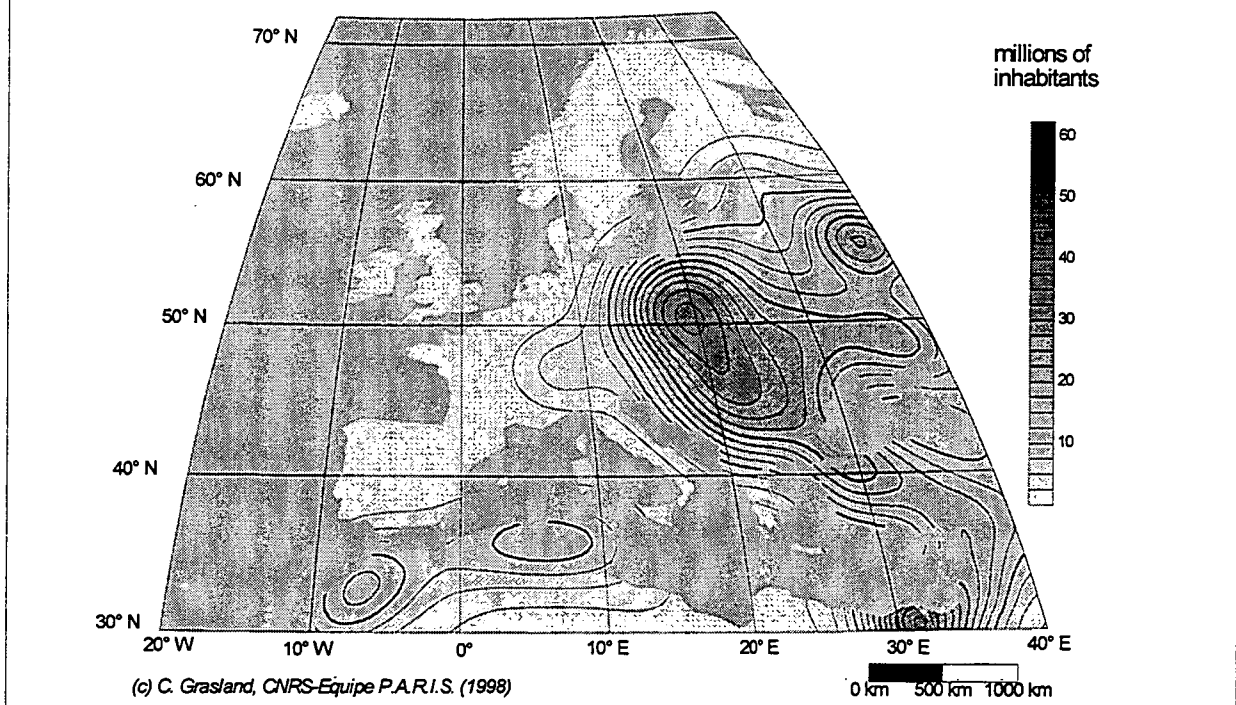 70° N
60° N
50° N
40° N
30° N
20° W
10° W
0°
10° E
20° E
30° E
40° E
millions of
inhabitants
60
50
40
30
20
10
(c) C. Grasland, CNRS-Equipe P.A.R.I.S. (1998)
0 km 500 km 1000 km